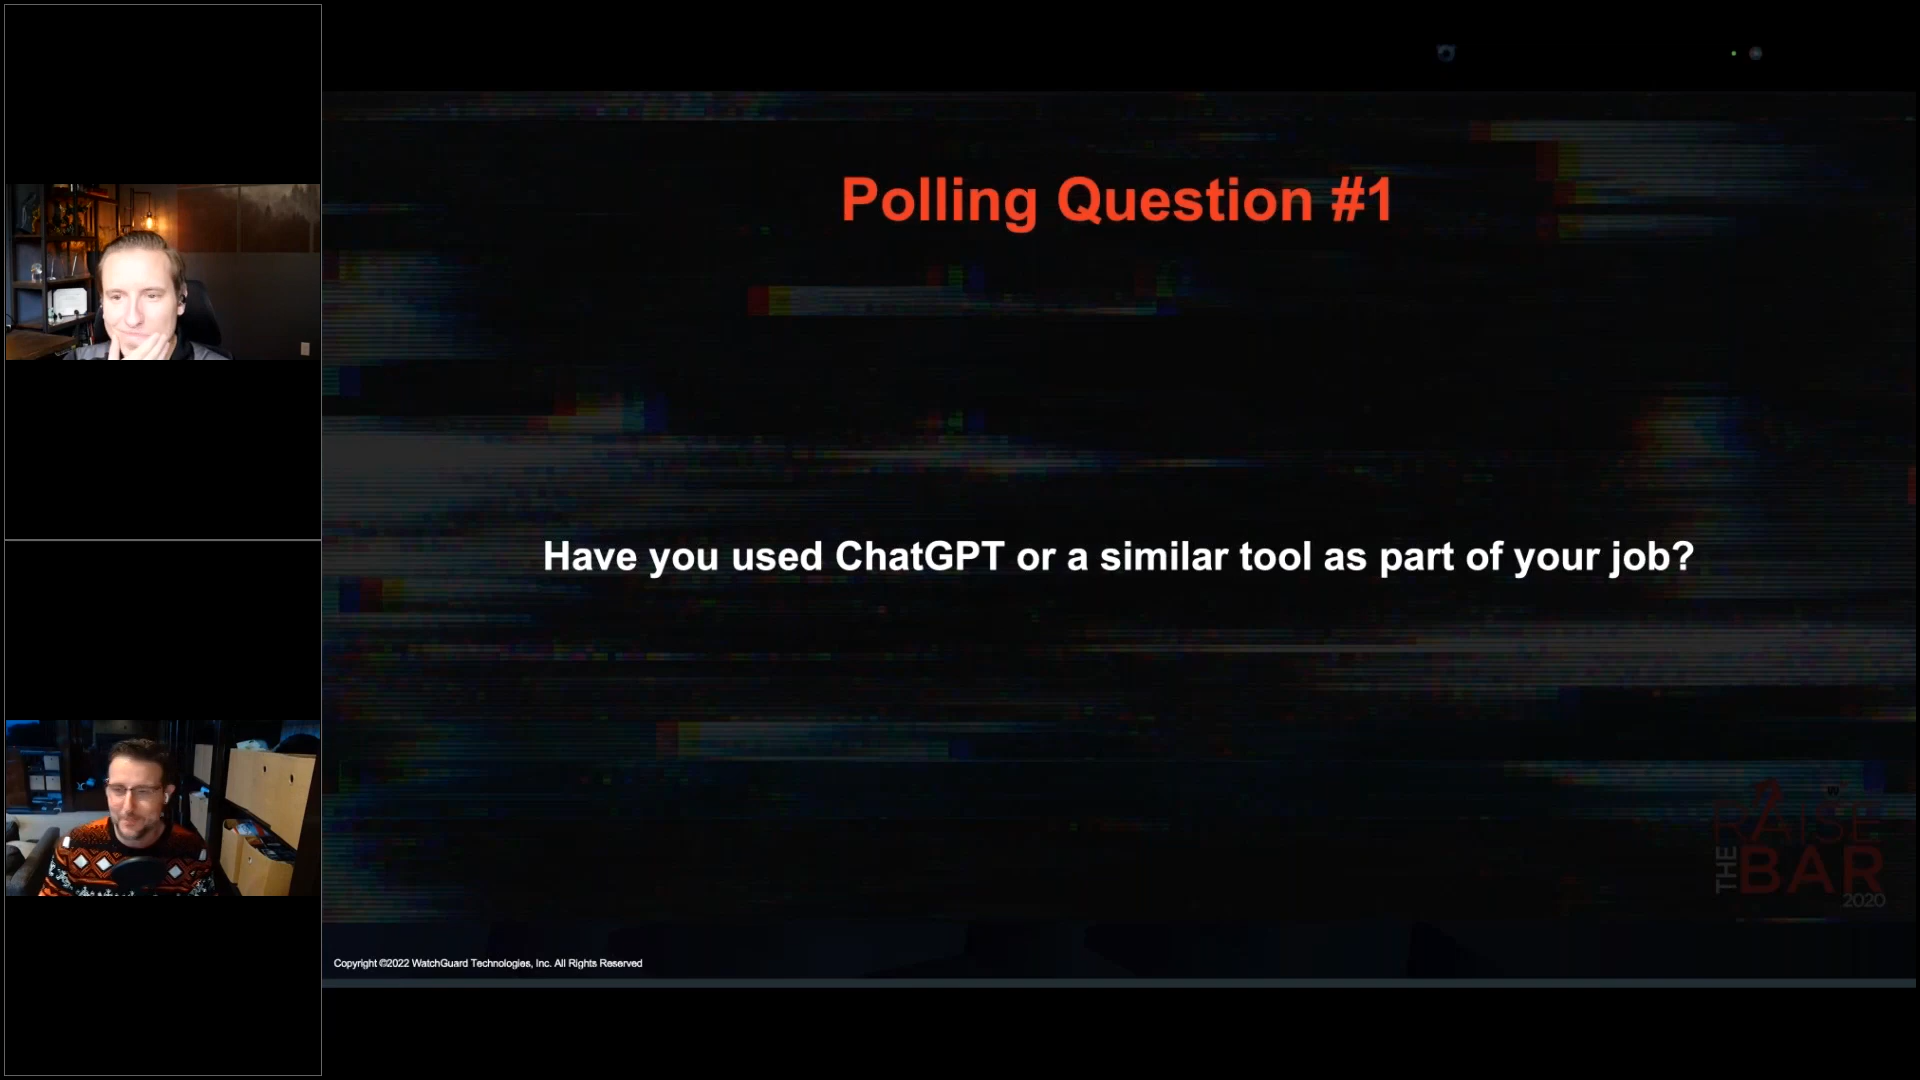 Polling Question #1
Have you used ChatGPT or a similar tool as part of your job?
RAISE
THE
BAR
2020
Copyright ©2022 WatchGuard Technologies, Inc. All Rights Reserved